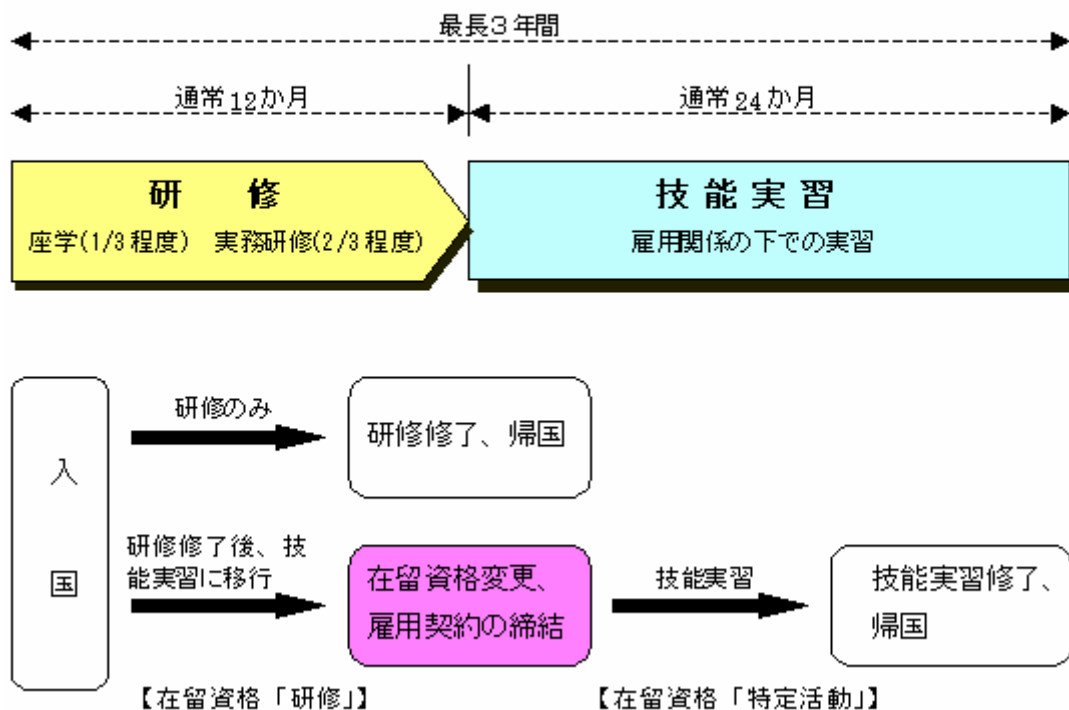 最長3年間
通常12か月
通常24か月
研 修
座学(1/3程度) 実務研修(2/3程度)
技能実習
雇用関係の下での実習
入
国
研修のみ
研修修了、帰国
研修修了後、技
能実習に移行
在留資格変更、
雇用契約の締結
技能実習
技能実習修了、
帰国
【在留資格「研修」】
【在留資格「特定活動」】